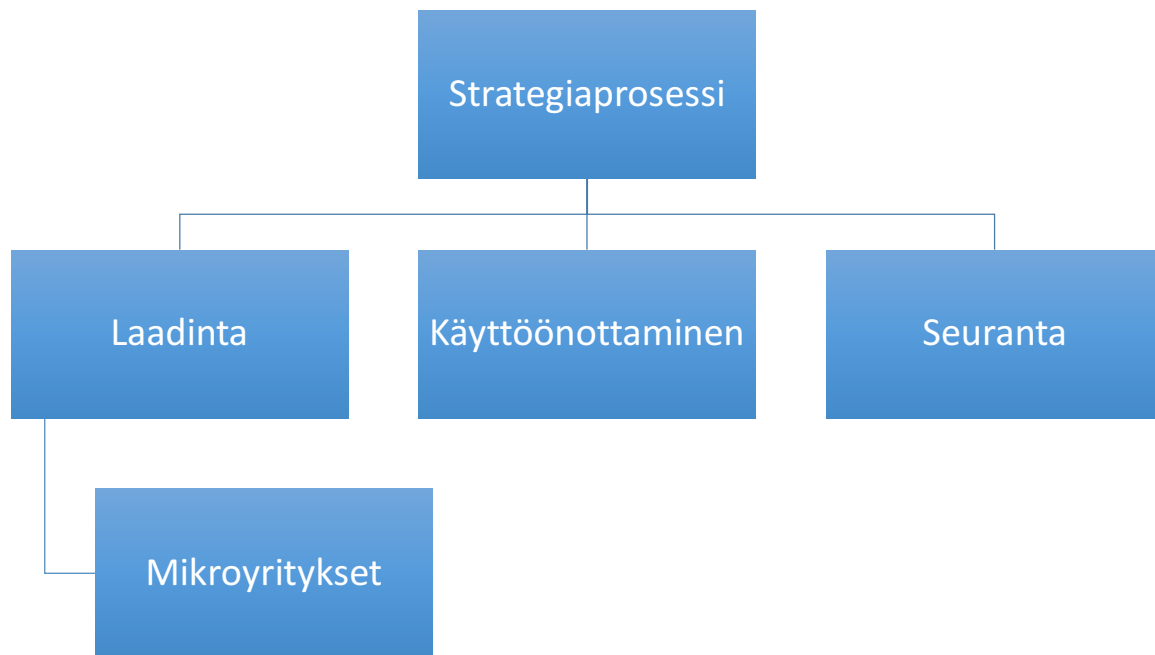 Strategiaprosessi
Laadinta
Käyttöönottaminen
Seuranta
Mikroyritykset